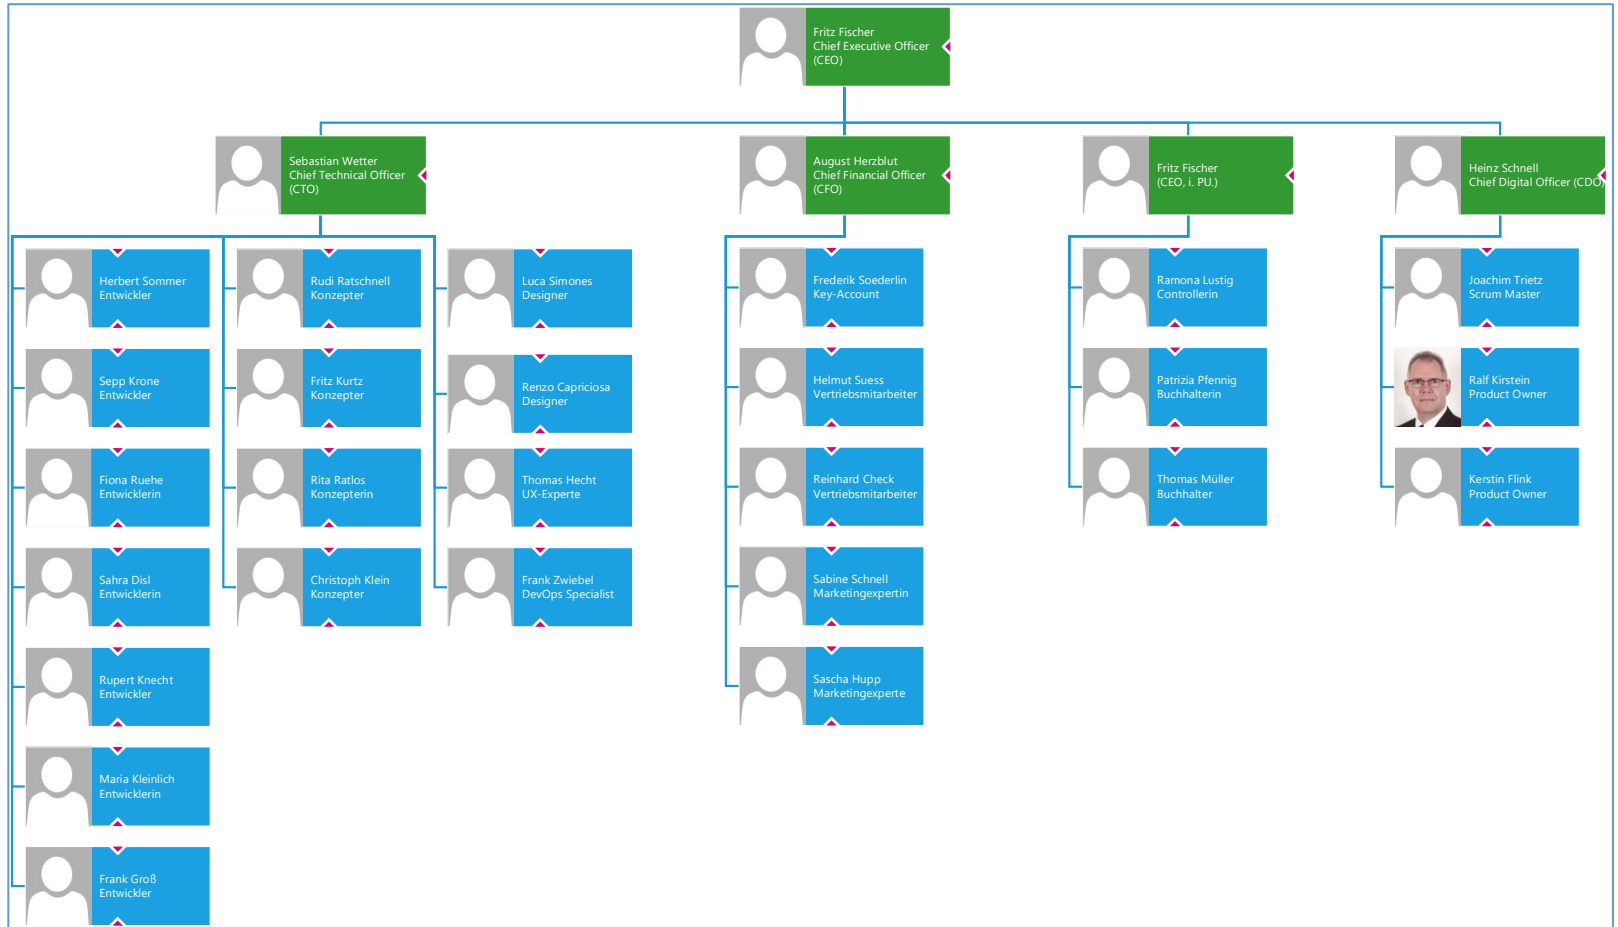 Fritz Fischer
Chief Executive Officer
(CEO)
Sebastian Wetter
Chief Technical Officer
(CTO)
August Herzblut
Chief Financial Officer
(CFO)
Fritz Fischer
(CEO, i. PU.)
Heinz Schnell
Chief Digital Officer (CDO)
Herbert Sommer
Entwickler
Sepp Krone
Entwickler
Fiona Ruehe
Entwicklerin
Sahra Disl
Entwicklerin
Rupert Knecht
Entwickler
Maria Kleinlich
Entwicklerin
Frank Groß
Entwickler
Rudi Ratschnell
Konzepter
Fritz Kurtz
Konzepter
Rita Ratlos
Konzepterin
Christoph Klein
Konzepter
Luca Simones
Designer
Renzo Capriciosa
Designer
Thomas Hecht
UX-Experte
Frank Zwiebel
DevOps Specialist
Frederik Soederlin
Key-Account
Helmut Suess
Vertriebsmitarbeiter
Reinhard Check
Vertriebsmitarbeiter
Sabine Schnell
Marketingexpertin
Sascha Hupp
Marketingexperte
Ramona Lustig
Controllerin
Patrizia Pfennig
Buchhalterin
Thomas Müller
Buchhalter
Joachim Trietz
Scrum Master
Ralf Kirstein
Product Owner
Kerstin Flink
Product Owner